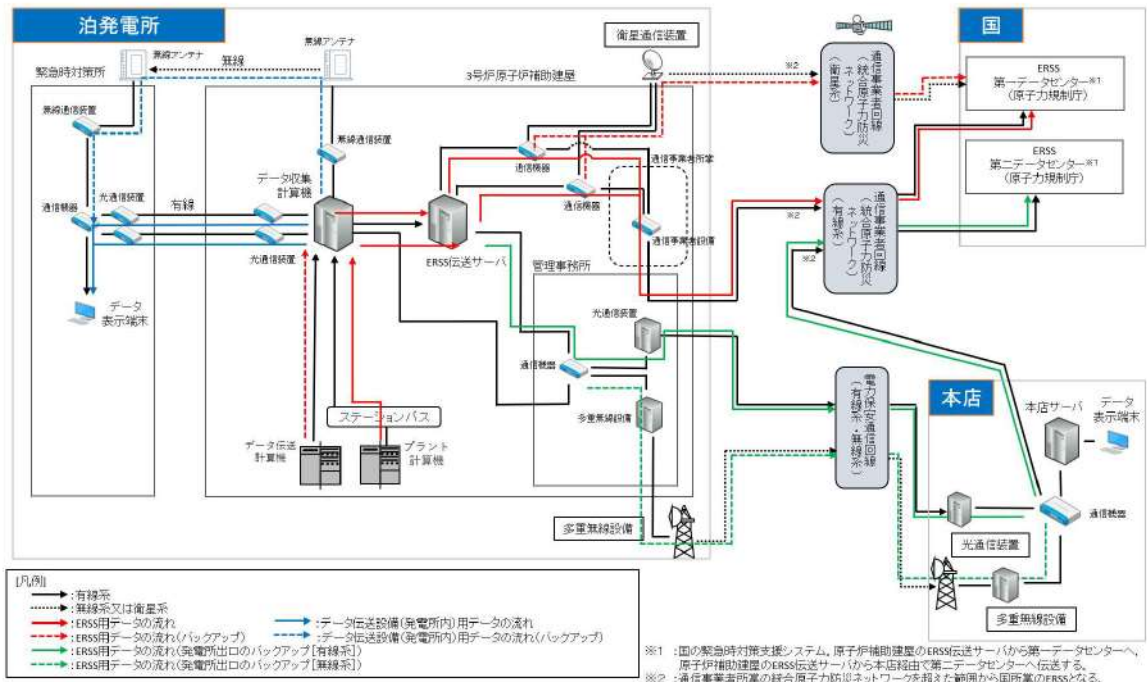 泊発電所
無線アンテナ
無線
無線アンテナ
緊急時対策所
3号炉原子炉補助建屋
衛星通信装置
無線通信装置
無線通信装置
データ収集
計算機
光通信装置
有線
通信機器
光通信装置
データ
表示端末
ERSS伝送サーバ
通信機器
通信機器
通信事業者所掌
通信事業者設備
管理事務所
光通信装置
通信機器
多重無線設備
ステーションバス
データ伝送
計算機
プラント
計算機
多重無線設備
※2
通信事業者回線
(統合原子力防災
ネットワーク)
(衛星系)
※2
※2
通信事業者回線
(統合原子力防災
ネットワーク)
(有線系)
電力保安通信回線
(有線系・無線系)
国
ERSS
第一データセンター※1
(原子力規制庁)
ERSS
第二データセンター※1
(原子力規制庁)
本店
本店サーバ
データ
表示端末
通信機器
光通信装置
多重無線設備
[凡例]
:有線系
:無線系又は衛星系
:ERSS用データの流れ
:ERSS用データの流れ(バックアップ)
:ERSS用データの流れ(発電所出口のバックアップ[有線系])
:ERSS用データの流れ(発電所出口のバックアップ[無線系])
:データ伝送設備(発電所内)用データの流れ
:データ伝送設備(発電所内)用データの流れ(バックアップ)
※1 :国の緊急時対策支援システム。原子炉補助建屋のERSS伝送サーバから第一データセンターへ,
原子炉補助建屋のERSS伝送サーバから本店経由で第二データセンターへ伝送する。
※2 :通信事業者所掌の統合原子力防災ネットワークを超えた範囲から国所掌のERSSとなる。